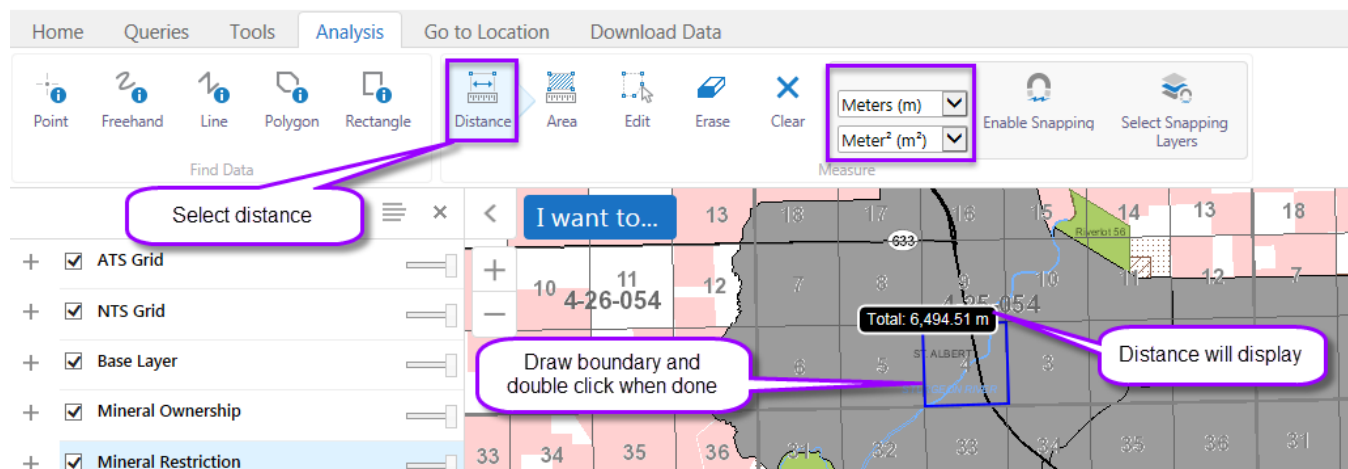 Home Queries Tools Analysis Go to Location Download Data
Point Freehand Line Polygon Rectangle Distance Area Edit Erase Clear
Meters (m)
Meter² (m²)
Enable Snapping Select Snapping
Layers
Find Data Measure
Select distance
I want to...
13 18 17 16 15 14 13 18
Riverlot 56
633
ATS Grid
NTS Grid
Base Layer
Mineral Ownership
Mineral Restriction
10 11 12 7 8 9 10 11 12 7
4-26-054 4-25-054
Total: 6,494.51 m
Draw boundary and
double click when done
Distance will display
ST. ALBERT
6 5 4 3
33 34 35 36 31 32 33 34 35 36 31